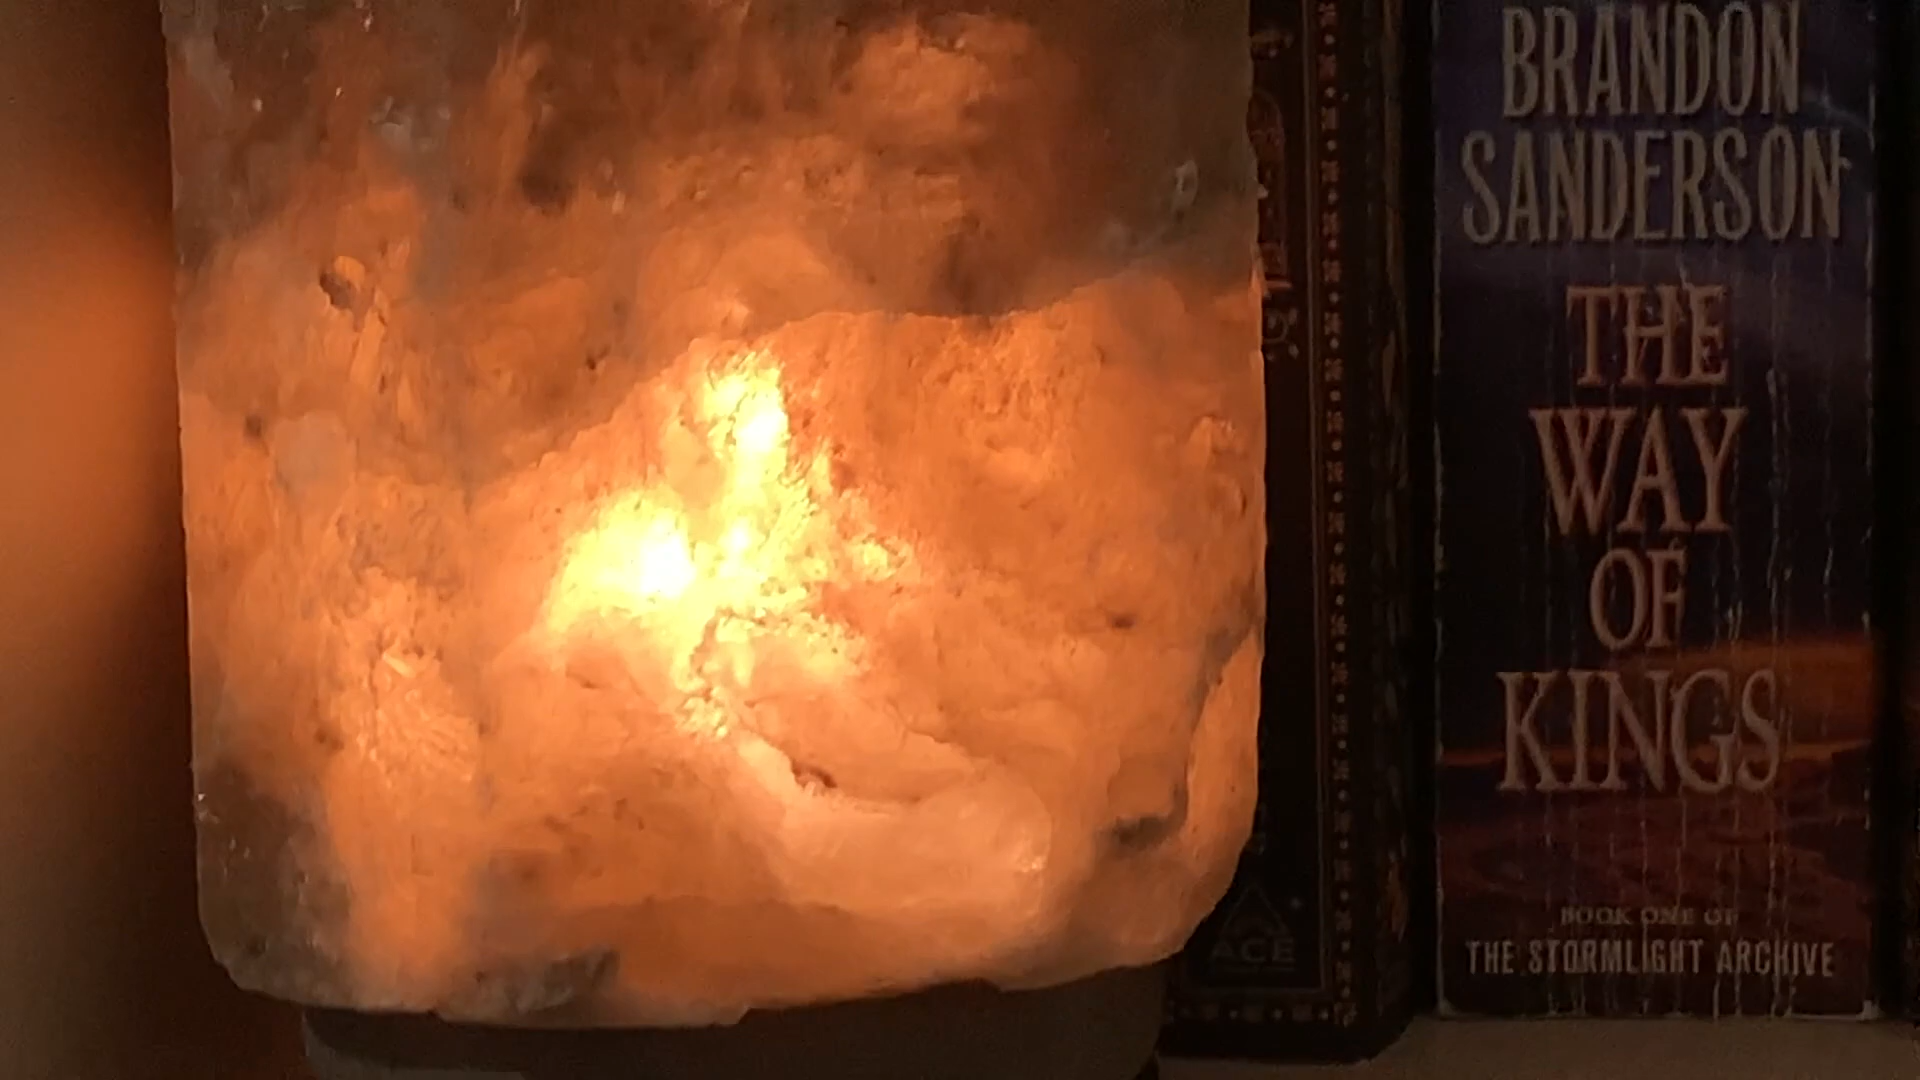 BRANDON
SANDERSON
THE
WAY
OF
KINGS
BOOK ONE OF
THE STORMLIGHT ARCHIVE
ACE